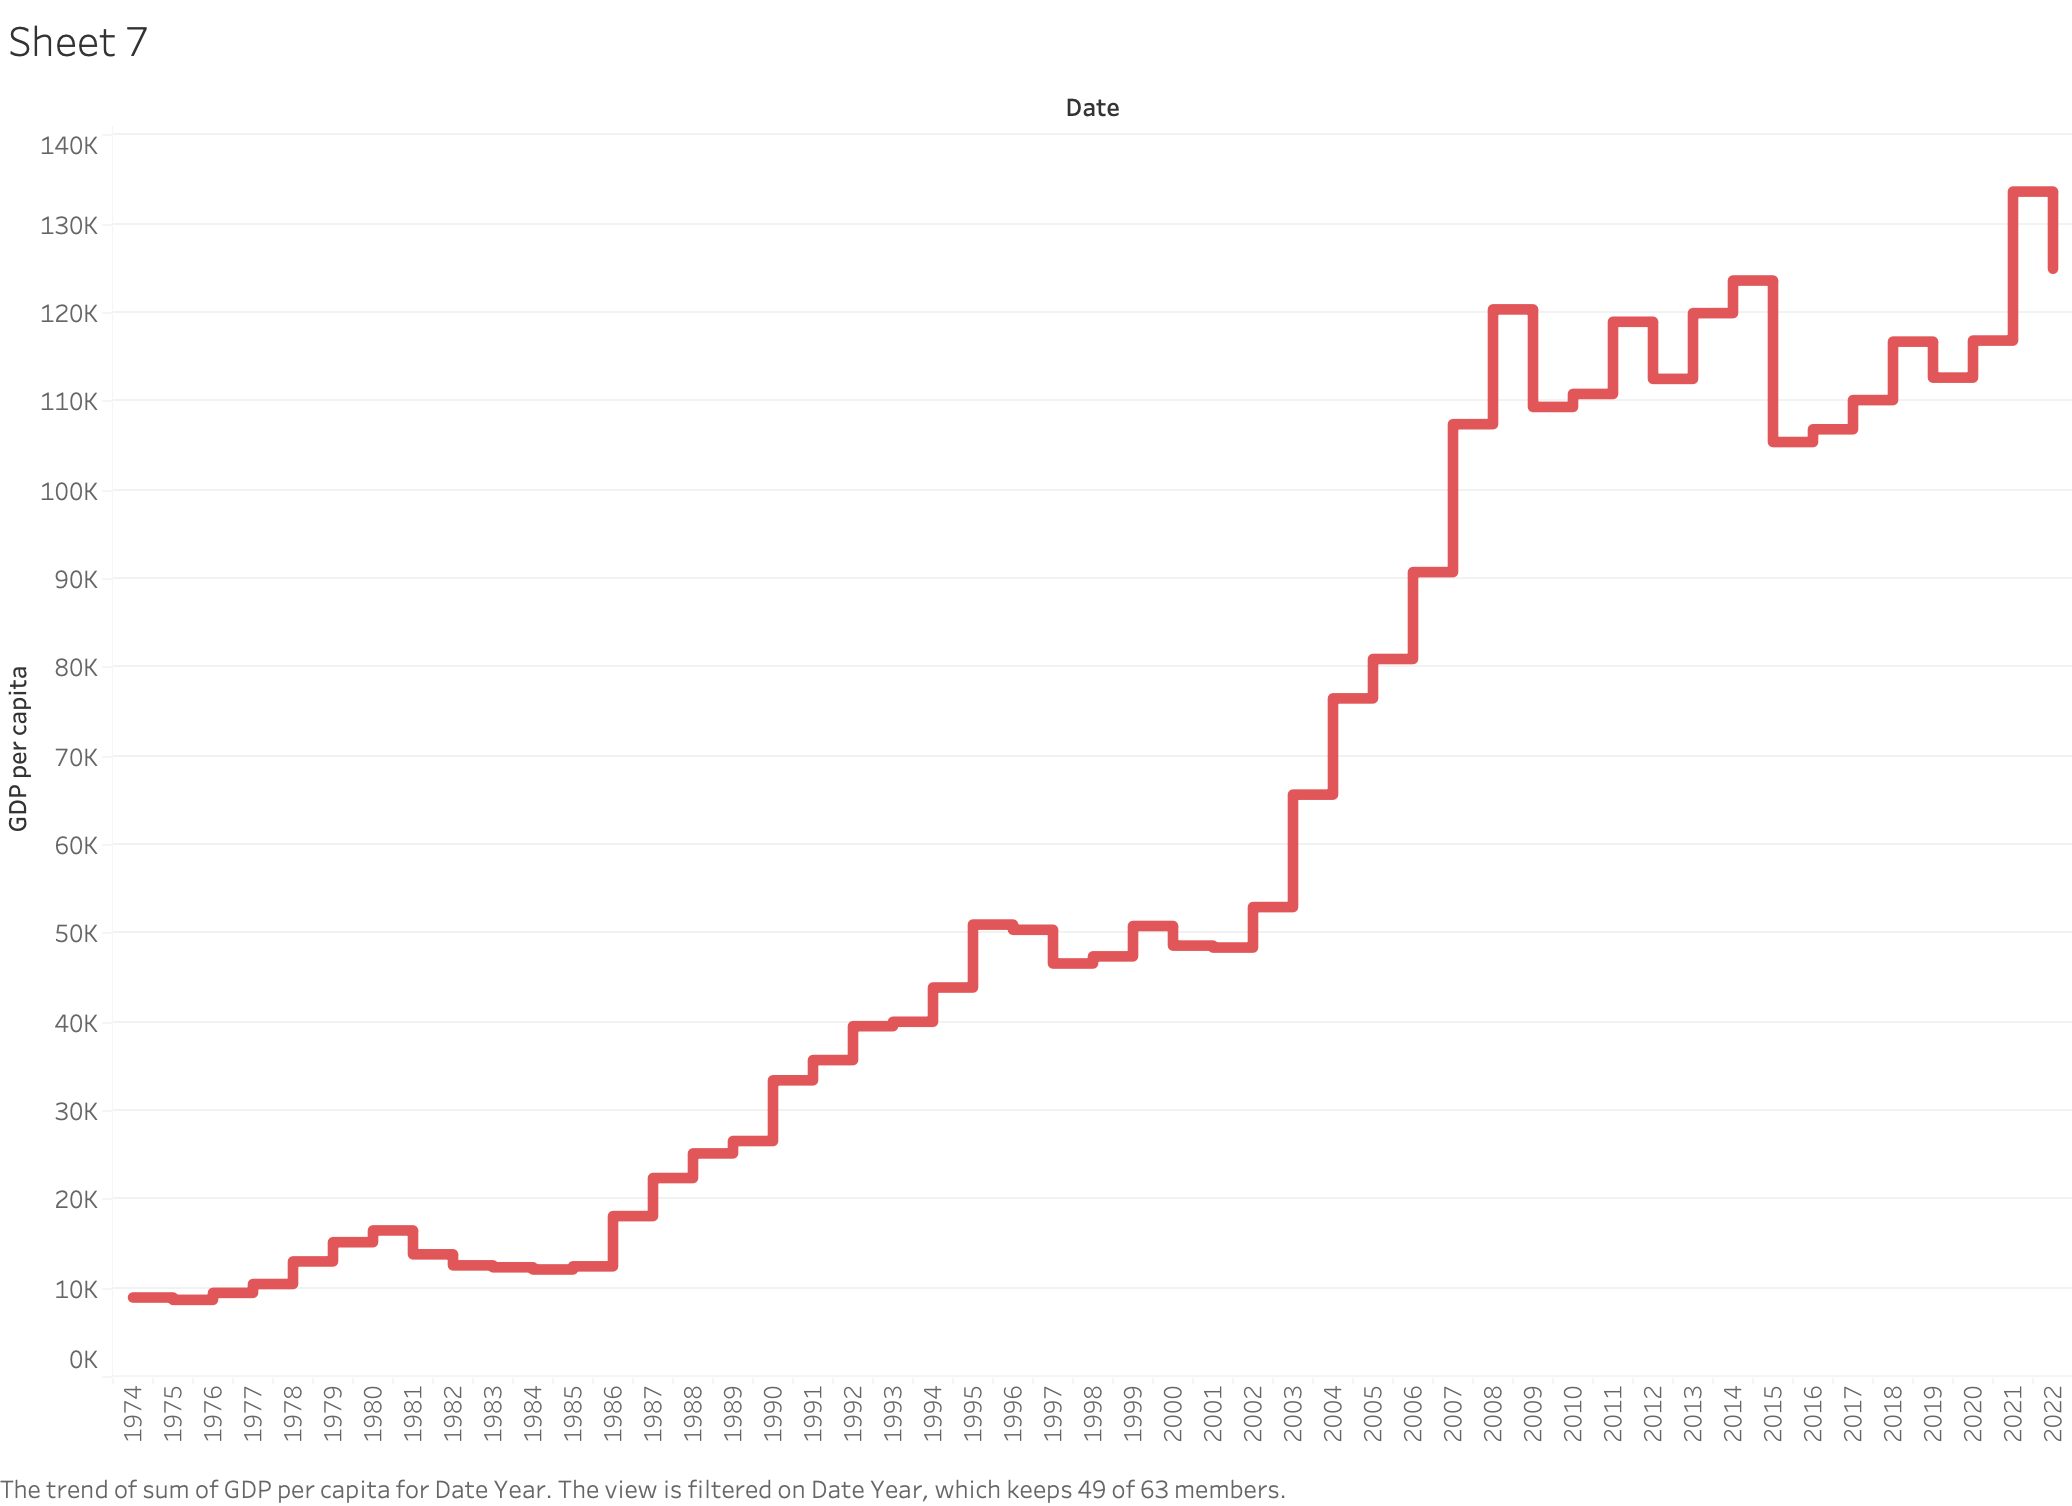 Sheet 7
Date
140K
130K
120K
110K
100K
90K
80K
70K
60K
50K
40K
30K
20K
10K
0K
GDP per capita
1974 1975 1976 1977 1978 1979 1980 1981 1982 1983 1984 1985 1986 1987 1988 1989 1990 1991 1992 1993 1994 1995 1996 1997 1998 1999 2000 2001 2002 2003 2004 2005 2006 2007 2008 2009 2010 2011 2012 2013 2014 2015 2016 2017 2018 2019 2020 2021 2022
The trend of sum of GDP per capita for Date Year. The view is filtered on Date Year, which keeps 49 of 63 members.